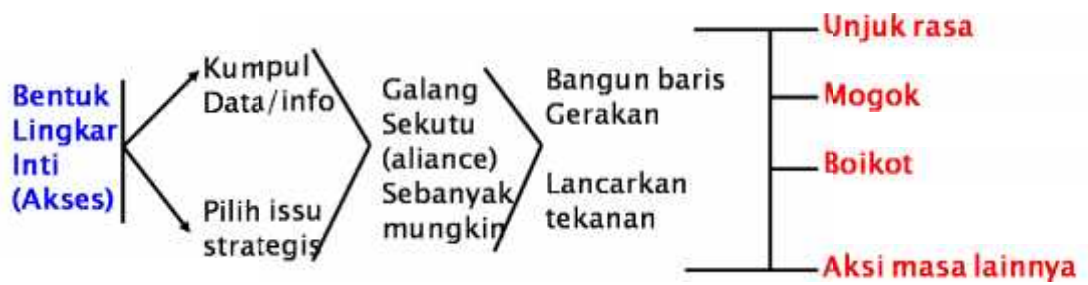 Bentuk
Lingkar
Inti
(Akses)
Kumpul
Data/info
Pilih issu
strategis
Galang
Sekutu
(aliance)
Sebanyak
mungkin
Bangun baris
Gerakan
Lancarkan
tekanan
Unjuk rasa
Mogok
Boikot
Aksi masa lainnya